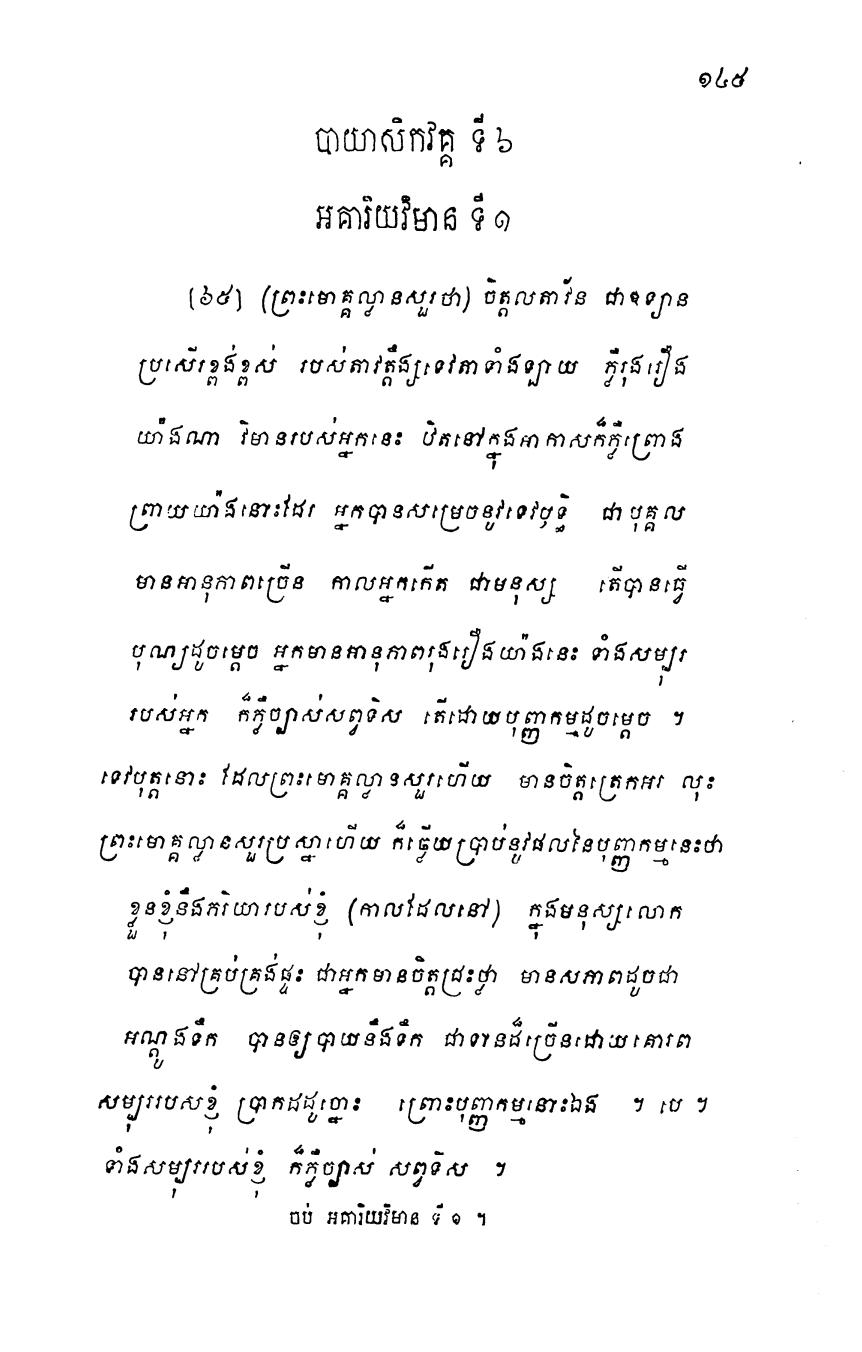 ១៤៥
បាយាសិកវគ្គ ទី៦
អគារិយវិមាន ទី១
[៦៥] (ព្រះមោគ្គល្លានសួរថា) ចិត្តលតាវ័ន ជាឧទ្យាន
ប្រសើរខ្ពង់ខ្ពស់ របស់តាវត្តឹង្សទេវតាទាំងឡាយ ភ្លឺរុងរឿង
យ៉ាងណា វិមានរបស់អ្នកនេះ ឋិតនៅក្នុងអាកាសក៏ភ្លឺព្រោង
ព្រាយយ៉ាងនោះដែរ អ្នកបានសម្រេចនូវទេវឫទ្ធិ ជាបុគ្គល
មានអានុភាពច្រើន កាលអ្នកកើត ជាមនុស្ស តើបានធ្វើ
បុណ្យដូចម្តេច អ្នកមានអានុភាពរុងរឿងយ៉ាងនេះ ទាំងសម្បុរ
របស់អ្នក ក៏ភ្លឺច្បាស់សព្វទិស តើដោយបុញ្ញកម្មដូចម្តេច ។
ទេវបុត្តនោះ ដែលព្រះមោគ្គល្លានសួរហើយ មានចិត្តត្រេកអរ លុះ
ព្រះមោគ្គល្លានសួរប្រស្នាហើយ ក៏ឆ្លើយប្រាប់នូវផលនៃបុញ្ញកម្មនេះថា
ខ្លួនខ្ញុំនឹងភរិយារបស់ខ្ញុំ (កាលដែលនៅ) ក្នុងមនុស្សលោក
បាននៅគ្រប់គ្រង់ផ្ទះ ជាអ្នកមានចិត្តជ្រះថ្លា មានសភាពដូចជា
អណ្តូងទឹក បានឲ្យបាយនឹងទឹក ជាទានដ៏ច្រើនដោយគោរព
សម្បុររបស់ខ្ញុំ ប្រាកដដូច្នោះ ព្រោះបុញ្ញកម្មនោះឯង ។ បេ ។
ទាំងសម្បុររបស់ខ្ញុំ ក៏ភ្លឺច្បាស់ សព្វទិស ។
ចប់ អគារិយវិមាន ទី ១ ។